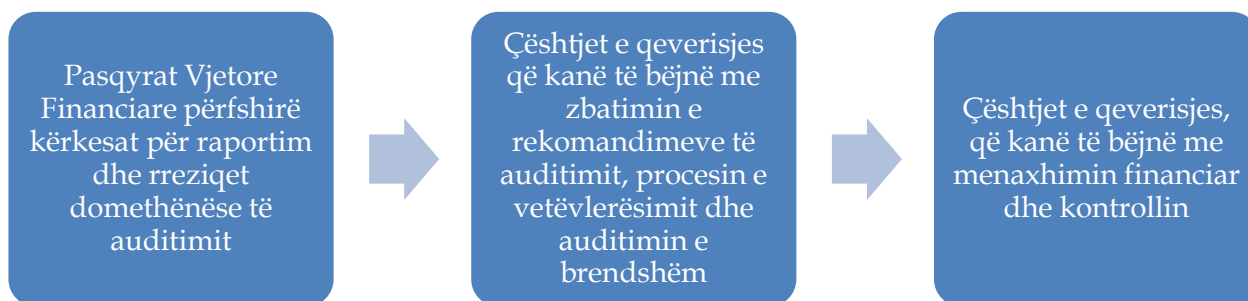 Pasqyrat Vjetore
Financiare përfshirë
kërkesat për raportim
dhe rreziqet
domethënëse të
auditimit
Çështjet e qeverisjes
që kanë të bëjnë me
zbatimin e
rekomandimeve të
auditimit, procesin e
vetëvlerësimit dhe
auditimin e
brendshëm
Çështjet e qeverisjes,
që kanë të bëjnë me
menaxhimin financiar
dhe kontrollin